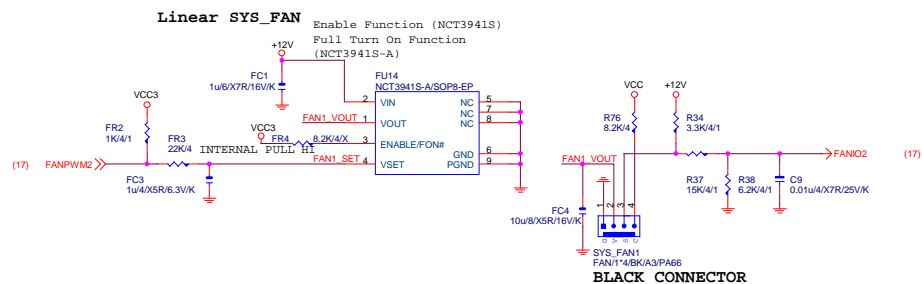 Linear SYS_FAN
Enable Function (NCT3941S)
Full Turn On Function
(NCT3941S-A)
+12V
FC1
1u/6/X7R/16V/K
FU14
NCT3941S-A/SOP8-EP
2 VIN
1 VOUT
3 ENABLE/FON#
4 VSET
NC 5
NC 7
NC 8
GND 6
PGND 9
FAN1_VOUT
VCC3
FR4 8.2K/4/X
INTERNAL PULL HI
FAN1_SET
VCC3
FR2
1K/4/1
FR3
22K/4
(17) FANPWM2
FC3
1u/4/X5R/6.3V/K
VCC
+12V
R76
8.2K/4
R34
3.3K/4/1
FAN1_VOUT
FC4
10u/8/X5R/16V/K
1 2 3 4
G V S C
SYS_FAN1
FAN/1*4/BK/A3/PA66
BLACK CONNECTOR
R37
15K/4/1
R38
6.2K/4/1
C9
0.01u/4/X7R/25V/K
FANIO2 (17)